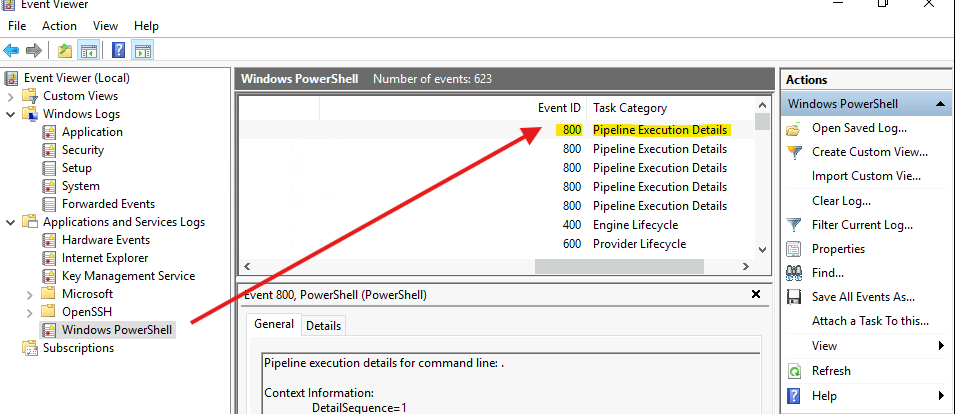 Event Viewer
File Action View Help
Event Viewer (Local)
Custom Views
Windows Logs
Application
Security
Setup
System
Forwarded Events
Applications and Services Logs
Hardware Events
Internet Explorer
Key Management Service
Microsoft
OpenSSH
Windows PowerShell
Subscriptions
Windows PowerShell Number of events: 623
Event ID Task Category
800 Pipeline Execution Details
800 Pipeline Execution Details
800 Pipeline Execution Details
800 Pipeline Execution Details
800 Pipeline Execution Details
400 Engine Lifecycle
600 Provider Lifecycle
Event 800, PowerShell (PowerShell)
General Details
Pipeline execution details for command line: .
Context Information:
DetailSequence=1
Actions
Windows PowerShell
Open Saved Log...
Create Custom View...
Import Custom Vie...
Clear Log...
Filter Current Log...
Properties
Find...
Save All Events As...
Attach a Task To this...
View
Refresh
Help